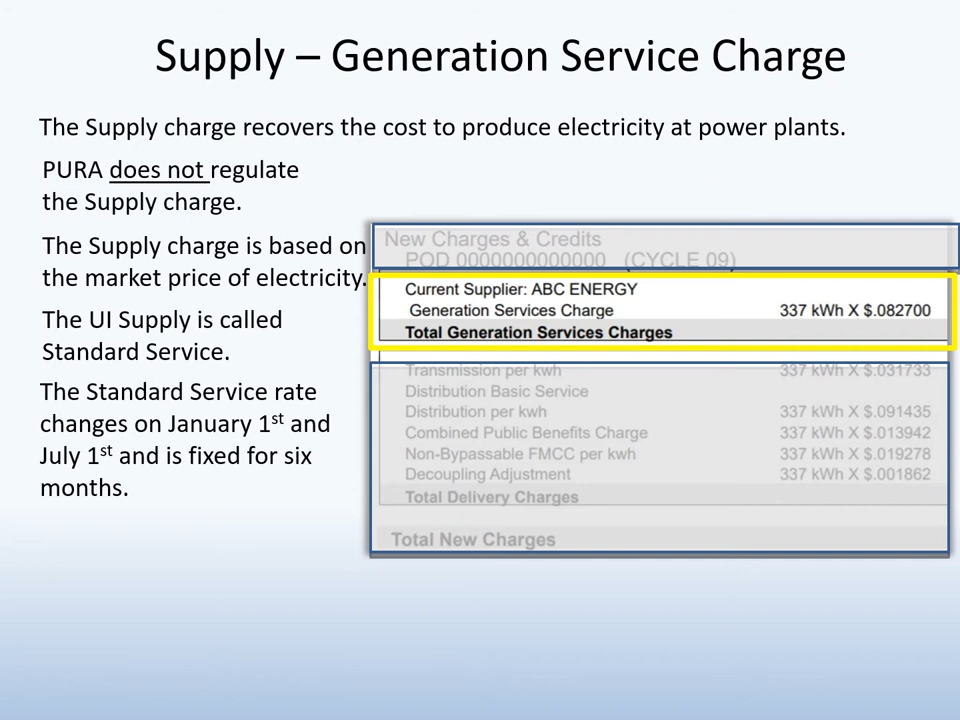 Supply – Generation Service Charge
The Supply charge recovers the cost to produce electricity at power plants.
PURA does not regulate
the Supply charge.
The Supply charge is based on
the market price of electricity.
The UI Supply is called
Standard Service.
The Standard Service rate
changes on January 1st and
July 1st and is fixed for six
months.
New Charges & Credits
POD 0000000000000 (CYCLE 09)
Current Supplier: ABC ENERGY
Generation Services Charge 337 kWh X $.082700
Total Generation Services Charges
Transmission per kwh 337 kWh X $.031733
Distribution Basic Service
Distribution per kwh 337 kWh X $.091435
Combined Public Benefits Charge 337 kWh X $.013942
Non-Bypassable FMCC per kwh 337 kWh X $.019278
Decoupling Adjustment 337 kWh X $.001862
Total Delivery Charges
Total New Charges